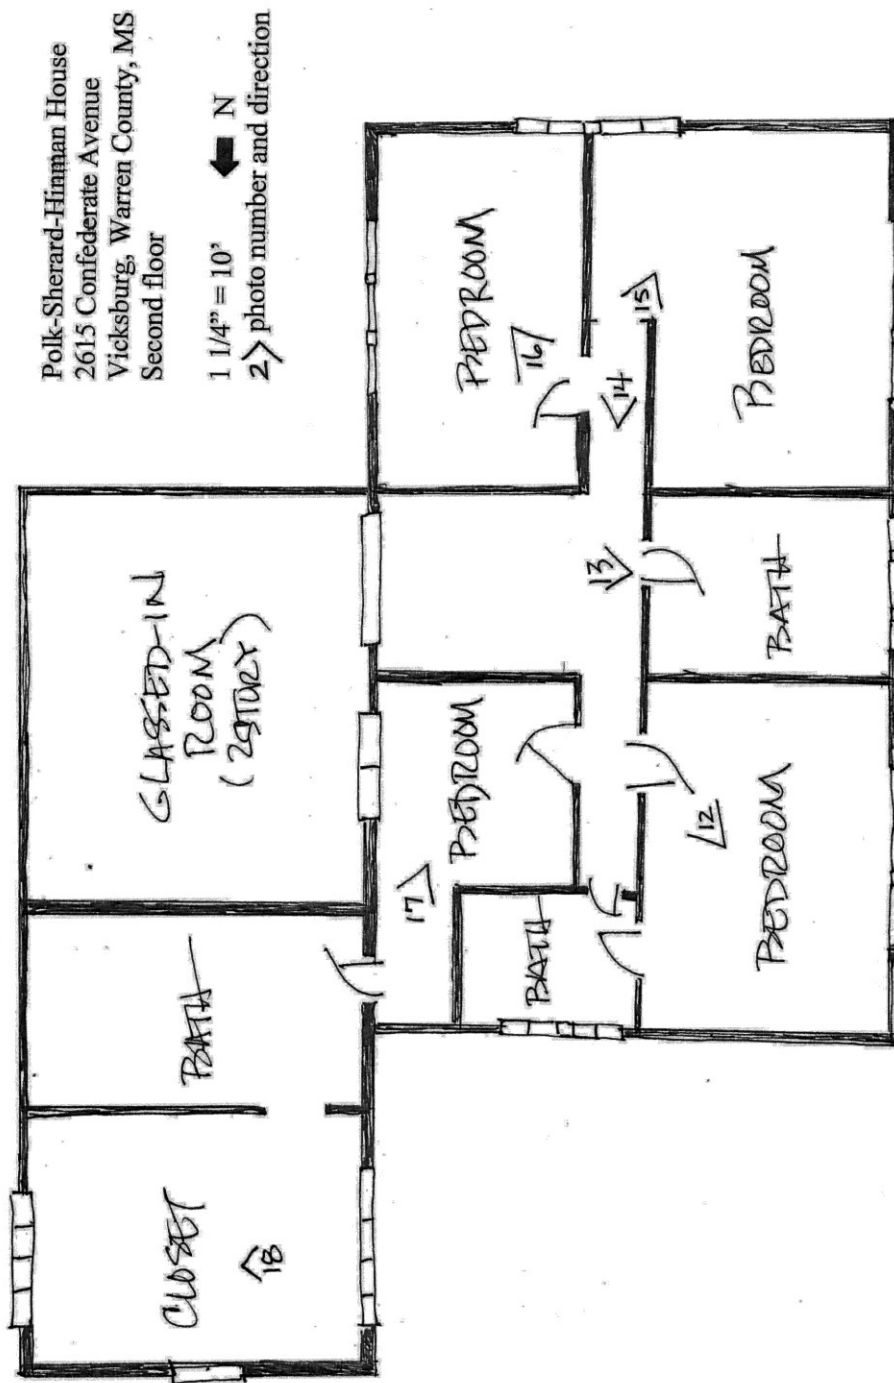 Polk-Sherard-Hinman House
2615 Confederate Avenue
Vicksburg, Warren County, MS
Second floor
1 1/4" = 10' N
2 photo number and direction
CLOSET
18
BATH
GLASSED-IN
ROOM
(2STORY)
17
BEDROOM
BATH
BEDROOM
16
13
14
15
12
BEDROOM
BATH
BEDROOM